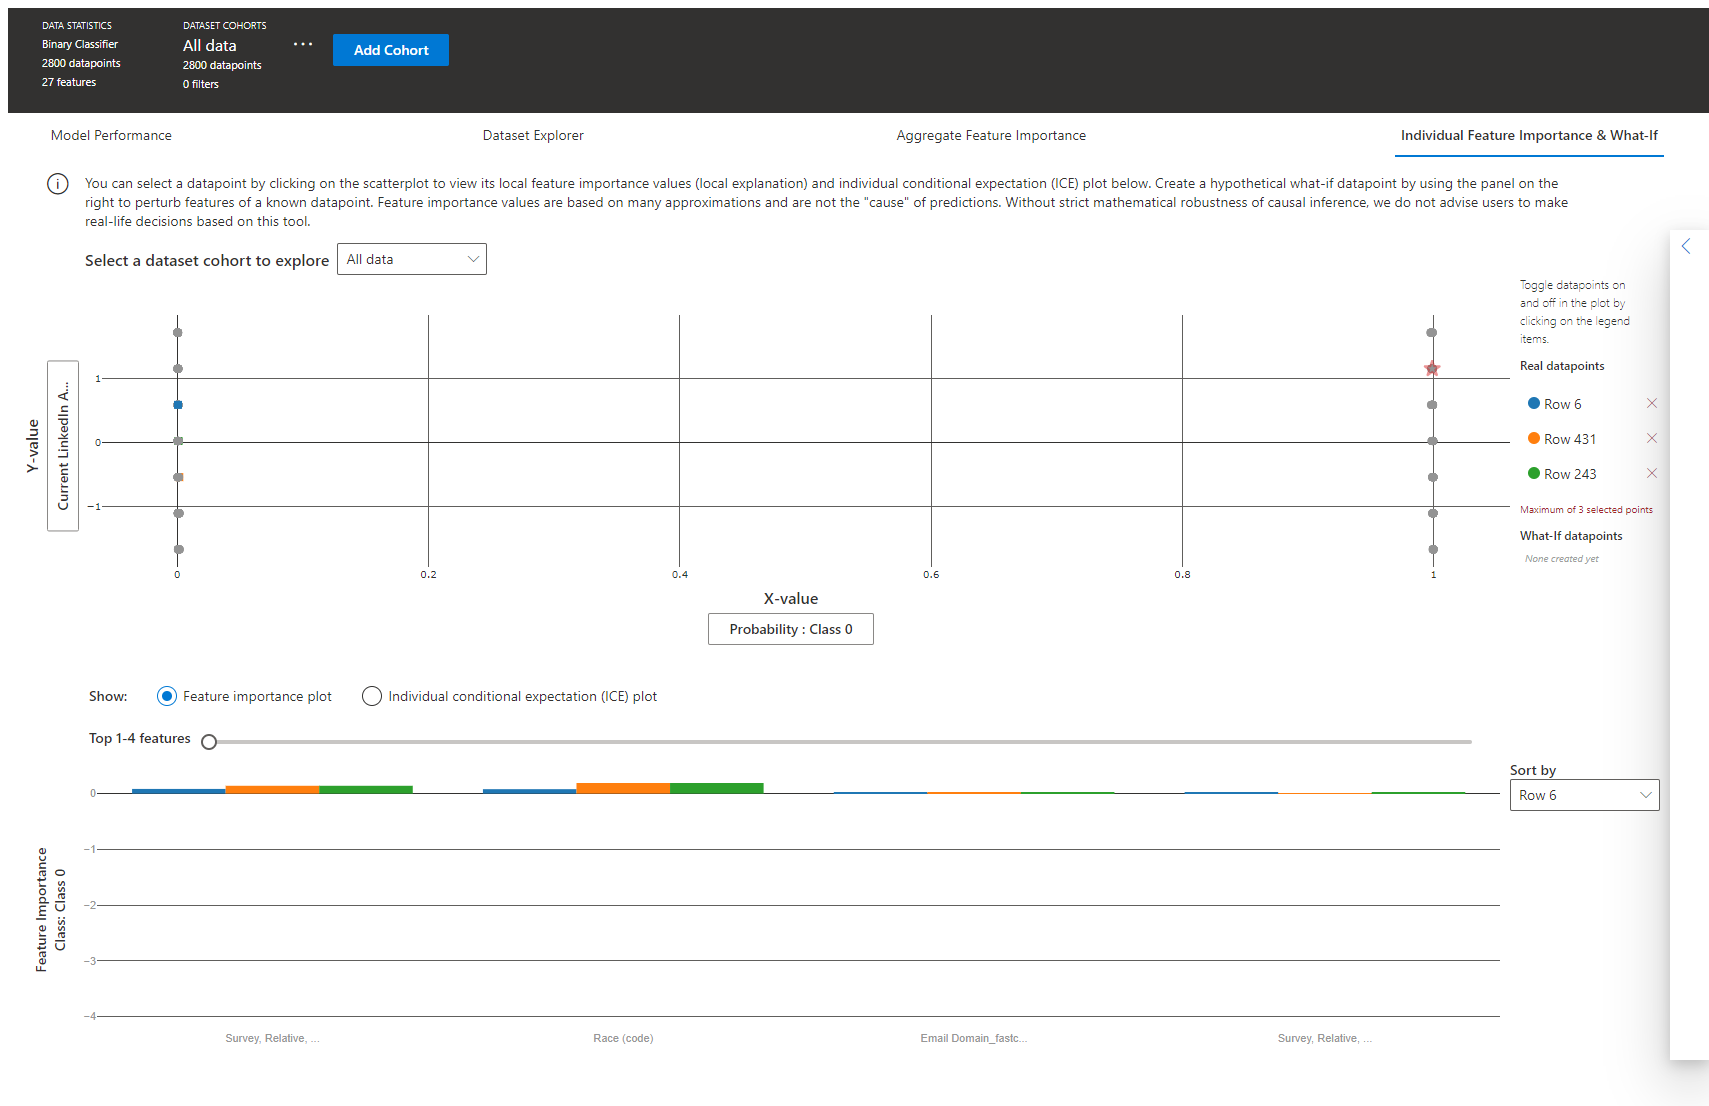 DATA STATISTICS
Binary Classifier
2800 datapoints
27 features
DATASET COHORTS
All data
2800 datapoints
0 filters
Add Cohort
Model Performance
Dataset Explorer
Aggregate Feature Importance
Individual Feature Importance & What-If
You can select a datapoint by clicking on the scatterplot to view its local feature importance values (local explanation) and individual conditional expectation (ICE) plot below. Create a hypothetical what-if datapoint by using the panel on the
right to perturb features of a known datapoint. Feature importance values are based on many approximations and are not the "cause" of predictions. Without strict mathematical robustness of causal inference, we do not advise users to make
real-life decisions based on this tool.
Select a dataset cohort to explore
All data
Y-value
Current LinkedIn A...
1
0
−1
0
0.2
0.4
0.6
0.8
1
X-value
Probability : Class 0
Toggle datapoints on
and off in the plot by
clicking on the legend
items.
Real datapoints
Row 6
Row 431
Row 243
Maximum of 3 selected points
What-If datapoints
None created yet
Show:
Feature importance plot
Individual conditional expectation (ICE) plot
Top 1-4 features
Sort by
Row 6
Feature Importance
Class: Class 0
0
−1
−2
−3
−4
Survey, Relative, ...
Race (code)
Email Domain_fastc...
Survey, Relative, ...